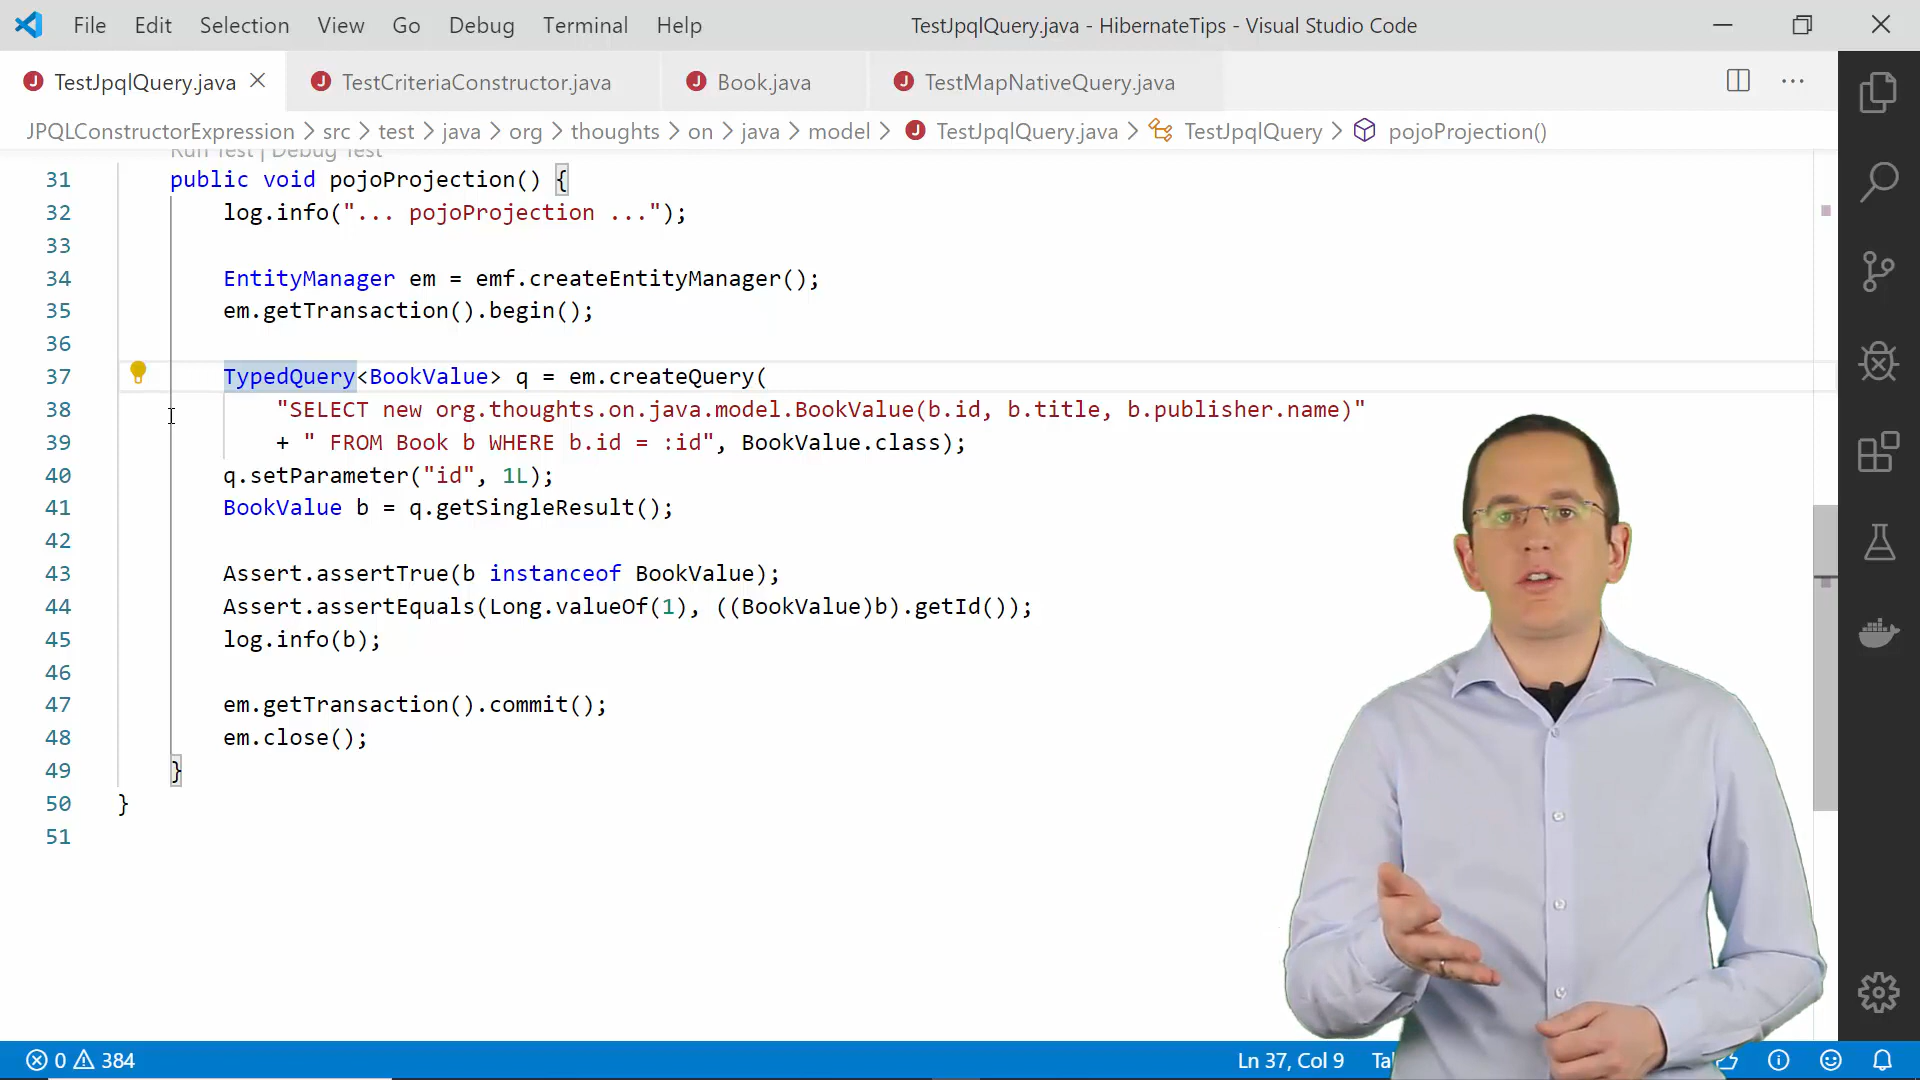 File Edit Selection View Go Debug Terminal Help TestJpqlQuery.java - HibernateTips - Visual Studio Code
TestJpqlQuery.java TestCriteriaConstructor.java Book.java TestMapNativeQuery.java
JPQLConstructorExpression > src > test > java > org > thoughts > on > java > model > TestJpqlQuery.java > TestJpqlQuery > pojoProjection()
Run Test | Debug Test
31 public void pojoProjection() {
32 log.info("... pojoProjection ...");
33
34 EntityManager em = emf.createEntityManager();
35 em.getTransaction().begin();
36
37 TypedQuery<BookValue> q = em.createQuery(
38 "SELECT new org.thoughts.on.java.model.BookValue(b.id, b.title, b.publisher.name)"
39 + " FROM Book b WHERE b.id = :id", BookValue.class);
40 q.setParameter("id", 1L);
41 BookValue b = q.getSingleResult();
42
43 Assert.assertTrue(b instanceof BookValue);
44 Assert.assertEquals(Long.valueOf(1), ((BookValue)b).getId());
45 log.info(b);
46
47 em.getTransaction().commit();
48 em.close();
49 }
50 }
51
0 384 Ln 37, Col 9